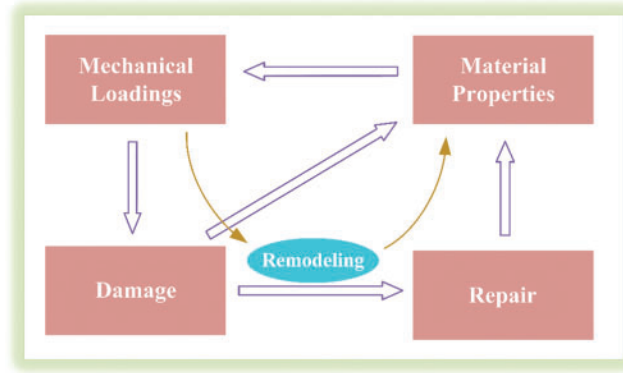 Mechanical
Loadings
Material
Properties
Remodeling
Damage
Repair